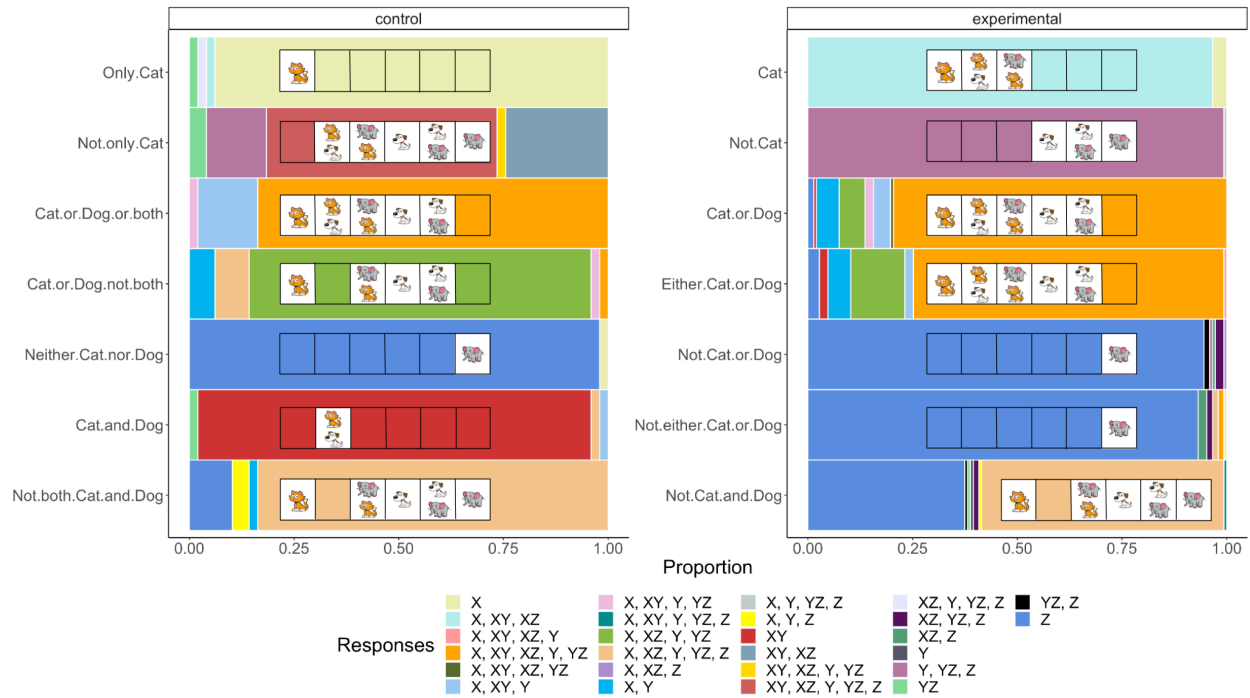 control
experimental
Only.Cat
Not.only.Cat
Cat.or.Dog.or.both
Cat.or.Dog.not.both
Neither.Cat.nor.Dog
Cat.and.Dog
Not.both.Cat.and.Dog
0.00 0.25 0.50 0.75 1.00
Cat
Not.Cat
Cat.or.Dog
Either.Cat.or.Dog
Not.Cat.or.Dog
Not.either.Cat.or.Dog
Not.Cat.and.Dog
0.00 0.25 0.50 0.75 1.00
Proportion
Responses
X
X, XY, XZ
X, XY, XZ, Y
X, XY, XZ, Y, YZ
X, XY, XZ, YZ
X, XY, Y
X, XY, Y, YZ
X, XY, Y, YZ, Z
X, XZ, Y, YZ
X, XZ, Y, YZ, Z
X, XZ, Z
X, Y
X, Y, YZ, Z
X, Y, Z
XY
XY, XZ
XY, XZ, Y, YZ
XY, XZ, Y, YZ, Z
XZ, Y, YZ, Z
XZ, YZ, Z
XZ, Z
Y
Y, YZ, Z
YZ
YZ, Z
Z